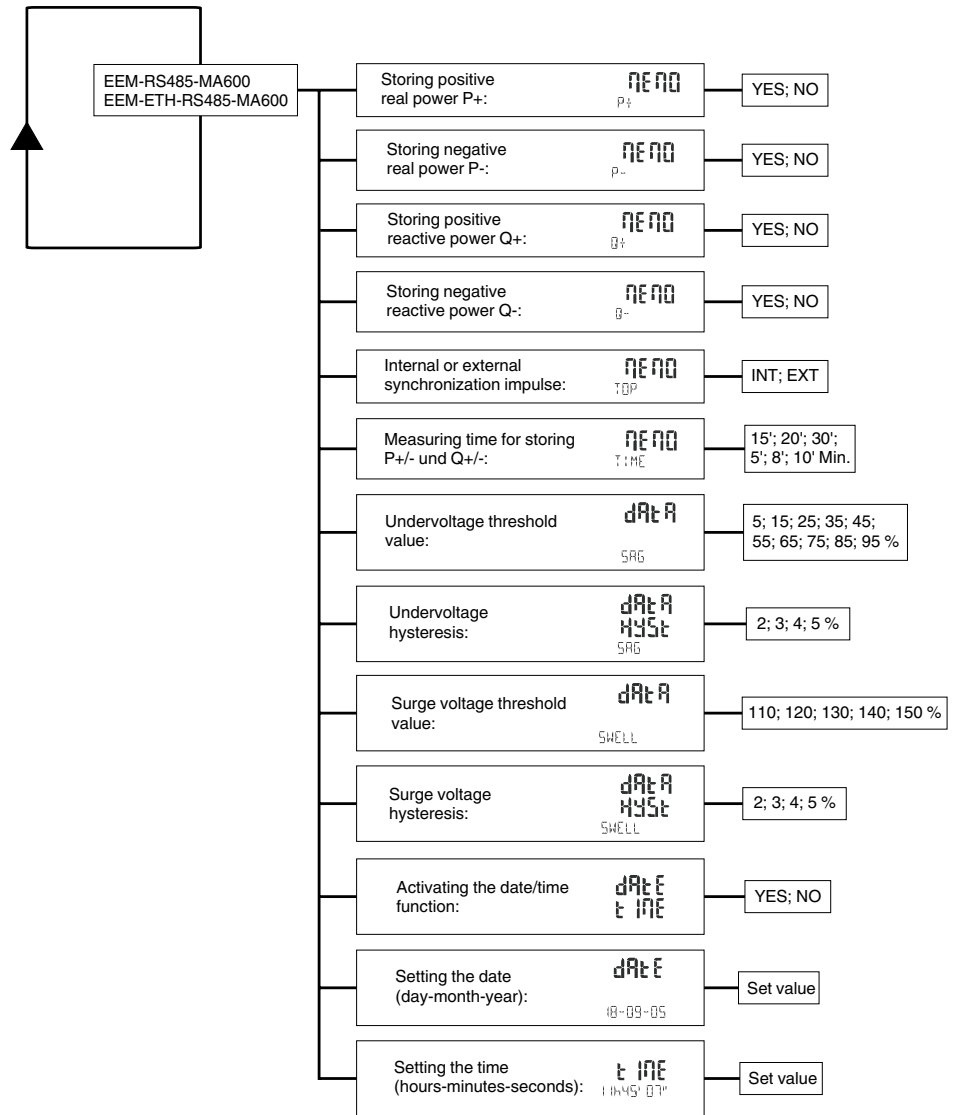 EEM-RS485-MA600
EEM-ETH-RS485-MA600
Storing positive
real power P+:
MEMO
P+
YES; NO
Storing negative
real power P-:
MEMO
P-
YES; NO
Storing positive
reactive power Q+:
MEMO
Q+
YES; NO
Storing negative
reactive power Q-:
MEMO
Q-
YES; NO
Internal or external
synchronization impulse:
MEMO
TOP
INT; EXT
Measuring time for storing
P+/- und Q+/-:
MEMO
TIME
15'; 20'; 30';
5'; 8'; 10' Min.
Undervoltage threshold
value:
dAtA
SAG
5; 15; 25; 35; 45;
55; 65; 75; 85; 95 %
Undervoltage
hysteresis:
dAtA
HYSt
SAG
2; 3; 4; 5 %
Surge voltage threshold
value:
dAtA
SWELL
110; 120; 130; 140; 150 %
Surge voltage
hysteresis:
dAtA
HYSt
SWELL
2; 3; 4; 5 %
Activating the date/time
function:
dAtE
tIME
YES; NO
Setting the date
(day-month-year):
dAtE
18-09-05
Set value
Setting the time
(hours-minutes-seconds):
tIME
11h45' 07"
Set value